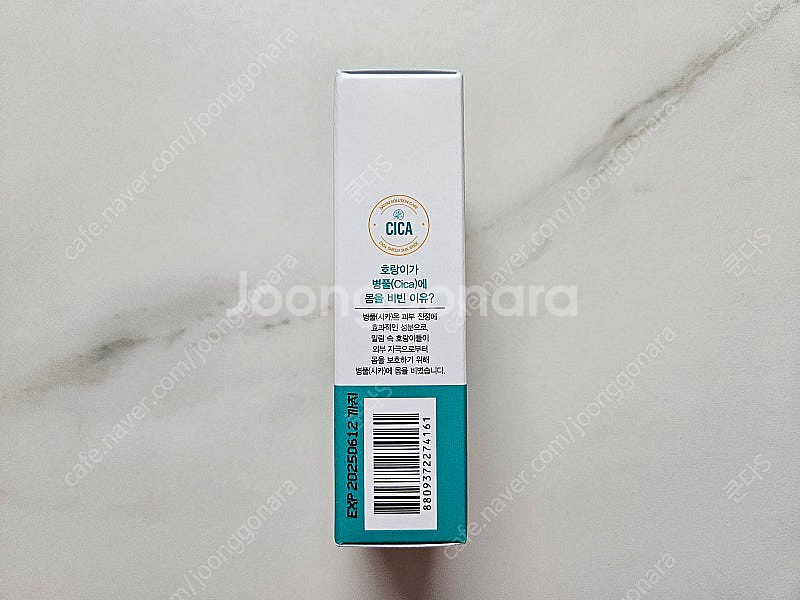 CICA
호랑이가
병풀(Cica)에
몸을 비빈 이유?
병풀(시카)은 피부 진정에
효과적인 성분으로,
밀림 속 호랑이들이
외부 자극으로부터
몸을 보호하기 위해
병풀(시카)에 몸을 비볐습니다.
EXP 20250612 까지
8809372274161
Joonggonara
cafe.naver.com/joonggonara